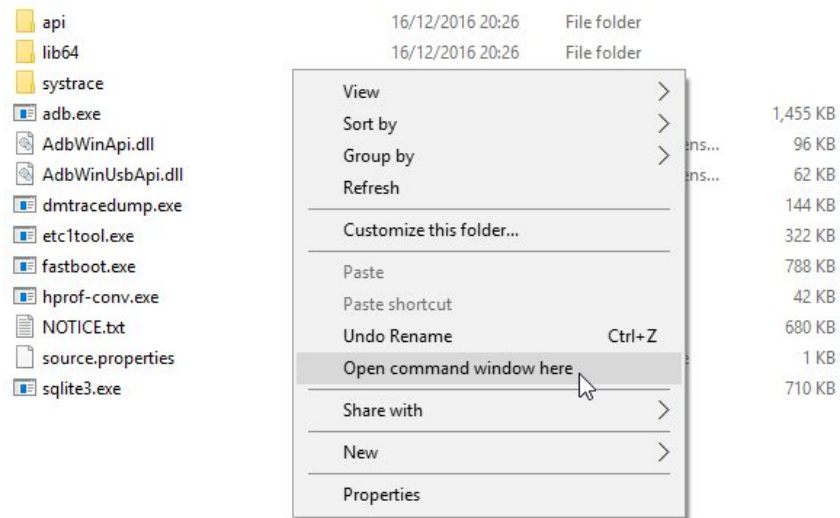 api 16/12/2016 20:26 File folder
lib64 16/12/2016 20:26 File folder
systrace
adb.exe 1,455 KB
AdbWinApi.dll ens... 96 KB
AdbWinUsbApi.dll ens... 62 KB
dmtracedump.exe 144 KB
etc1tool.exe 322 KB
fastboot.exe 788 KB
hprof-conv.exe 42 KB
NOTICE.txt 680 KB
source.properties 1 KB
sqlite3.exe 710 KB
View
Sort by
Group by
Refresh
Customize this folder...
Paste
Paste shortcut
Undo Rename Ctrl+Z
Open command window here
Share with
New
Properties